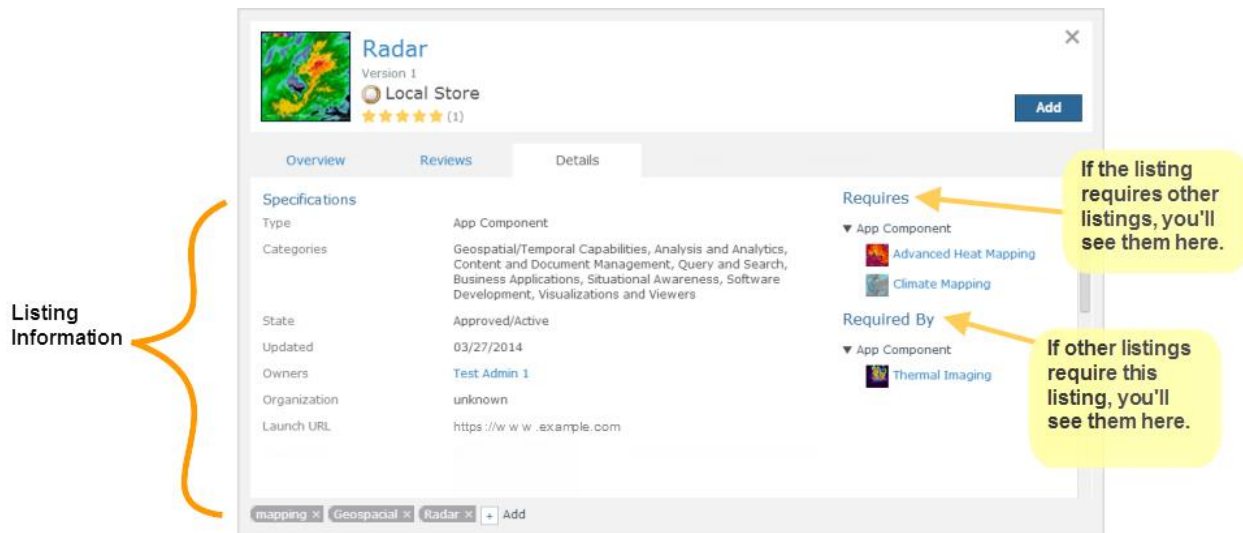 Radar
Version 1
Local Store
(1)
Add
Overview
Reviews
Details
Specifications
Type
App Component
Categories
Geospatial/Temporal Capabilities, Analysis and Analytics,
Content and Document Management, Query and Search,
Business Applications, Situational Awareness, Software
Development, Visualizations and Viewers
State
Approved/Active
Updated
03/27/2014
Owners
Test Admin 1
Organization
unknown
Launch URL
https://w w w .example.com
Requires
▼ App Component
Advanced Heat Mapping
Climate Mapping
Required By
▼ App Component
Thermal Imaging
mapping × Geospacial × Radar × + Add
Listing
Information
If the listing
requires other
listings, you'll
see them here.
If other listings
require this
listing, you'll
see them here.